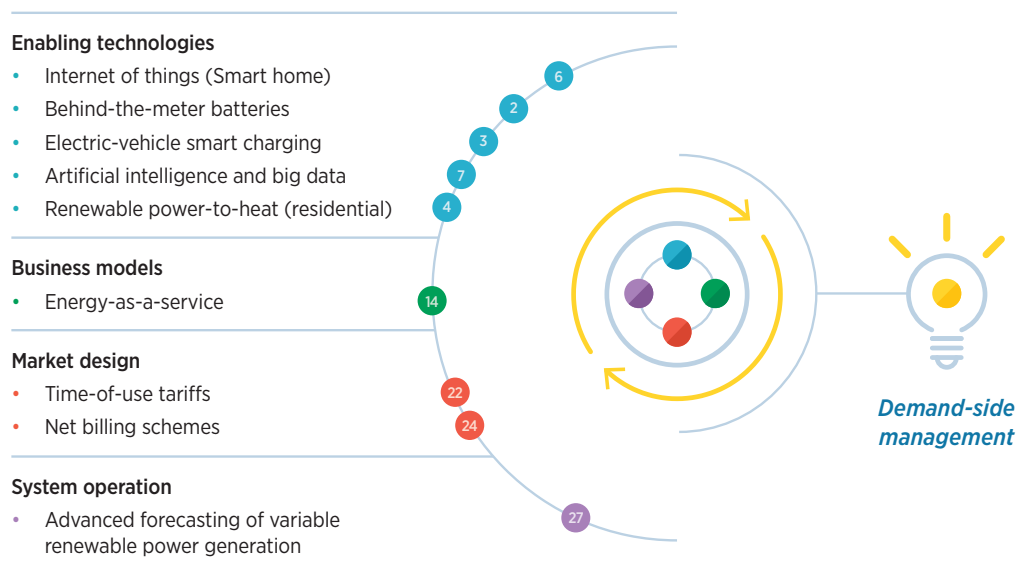 Enabling technologies
• Internet of things (Smart home)
6
• Behind-the-meter batteries
2
• Electric-vehicle smart charging
3
• Artificial intelligence and big data
7
• Renewable power-to-heat (residential)
4
Business models
• Energy-as-a-service
14
Market design
• Time-of-use tariffs
22
• Net billing schemes
24
System operation
• Advanced forecasting of variable
renewable power generation
27
Demand-side
management